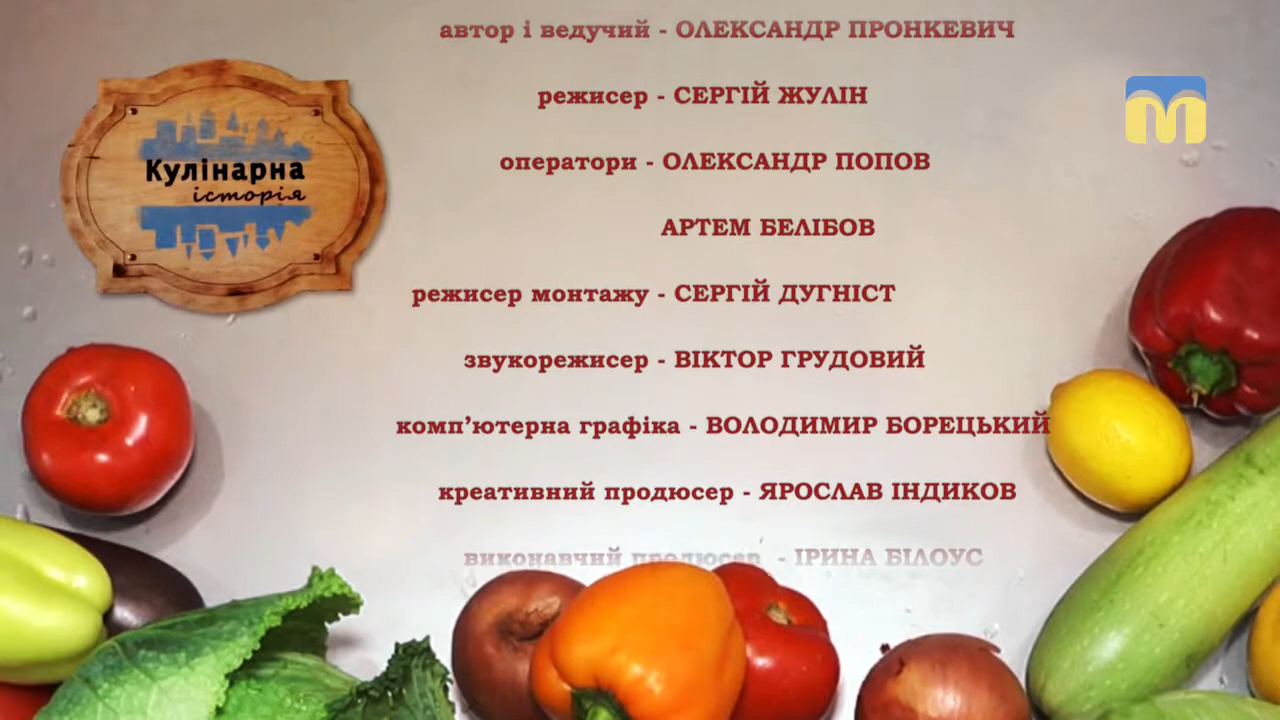 автор і ведучий - ОЛЕКСАНДР ПРОНКЕВИЧ
режисер - СЕРГІЙ ЖУЛІН
Кулінарна
історія
оператори - ОЛЕКСАНДР ПОПОВ
АРТЕМ БЕЛІБОВ
режисер монтажу - СЕРГІЙ ДУГНІСТ
звукорежисер - ВІКТОР ГРУДОВИЙ
комп’ютерна графіка - ВОЛОДИМИР БОРЕЦЬКИЙ
креативний продюсер - ЯРОСЛАВ ІНДИКОВ
виконавчий продюсер - ІРИНА БІЛОУС